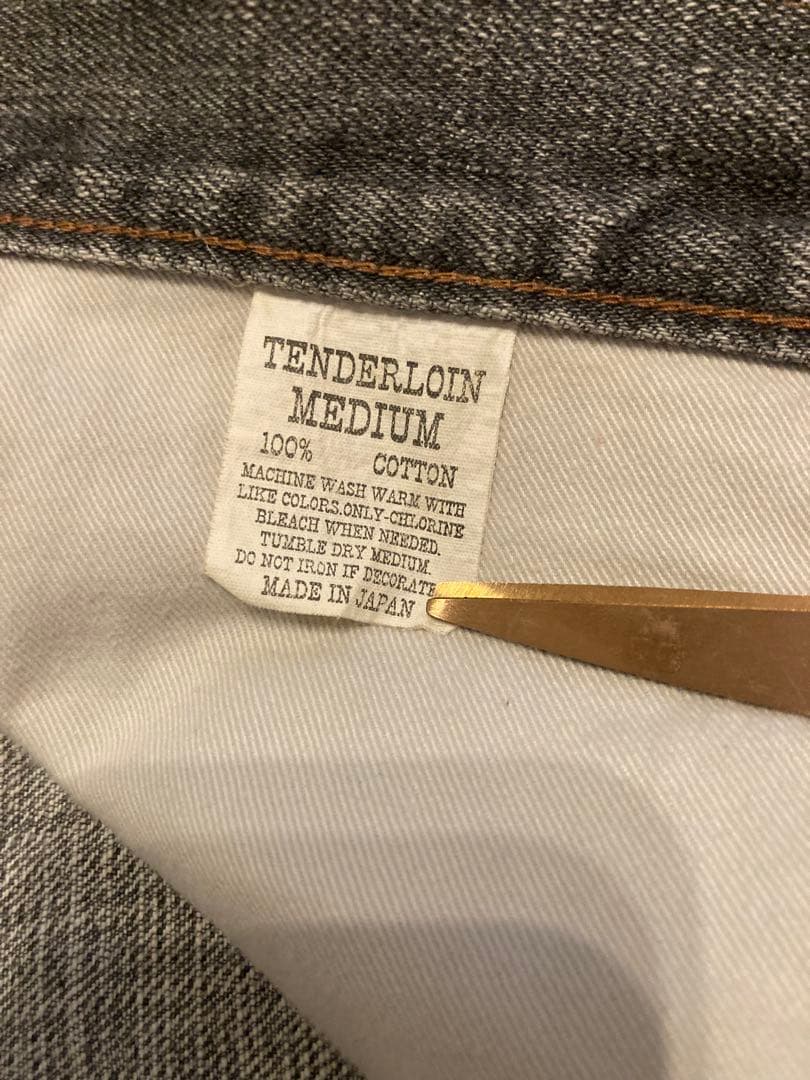 TENDERLOIN
MEDIUM
100% COTTON
MACHINE WASH WARM WITH
LIKE COLORS.ONLY-CHLORINE
BLEACH WHEN NEEDED.
TUMBLE DRY MEDIUM.
DO NOT IRON IF DECORATE
MADE IN JAPAN